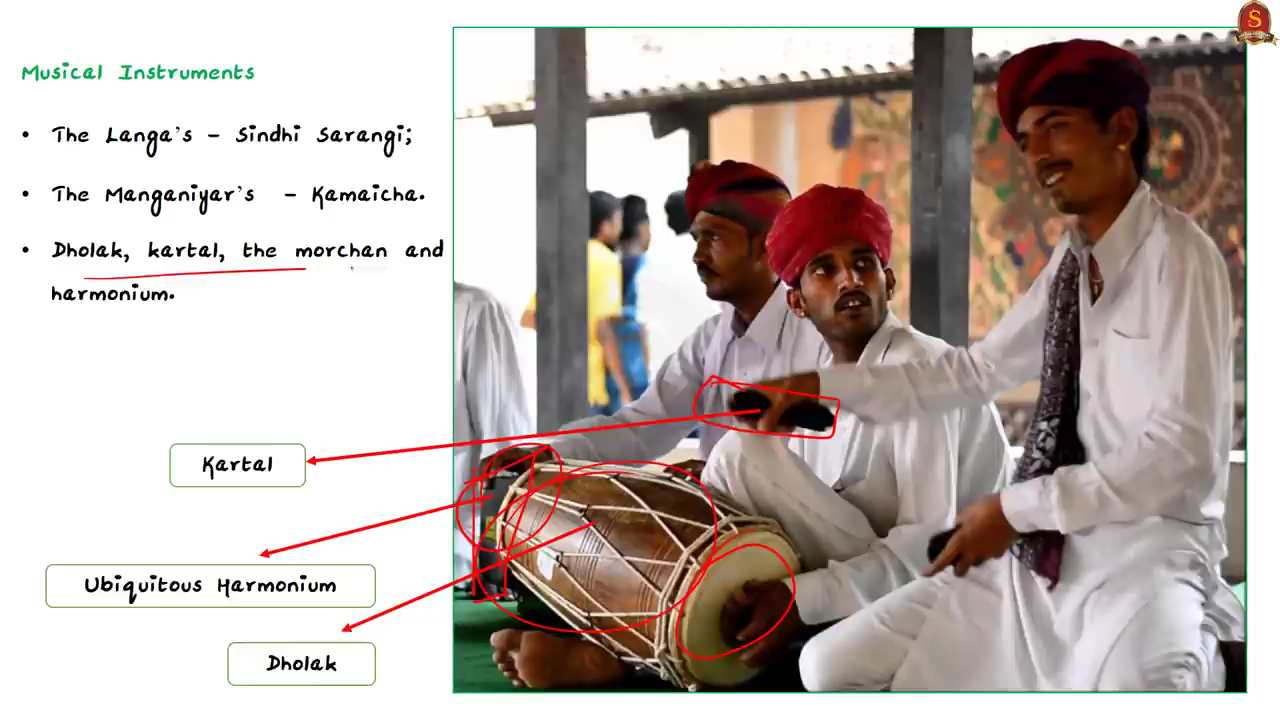 Musical Instruments
• The Langa's - Sindhi Sarangi;
• The Manganiyar's - Kamaicha.
• Dholak, kartal, the morchan and
harmonium.
Kartal
Ubiquitous Harmonium
Dholak
S